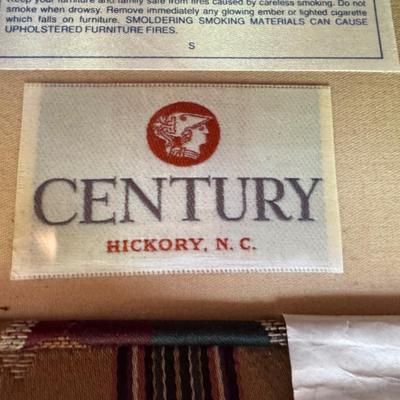 Keep your furniture and family safe from fires caused by careless smoking. Do not
smoke when drowsy. Remove immediately any glowing ember or lighted cigarette
which falls on furniture. SMOLDERING SMOKING MATERIALS CAN CAUSE
UPHOLSTERED FURNITURE FIRES.
S
CENTURY
HICKORY, N. C.